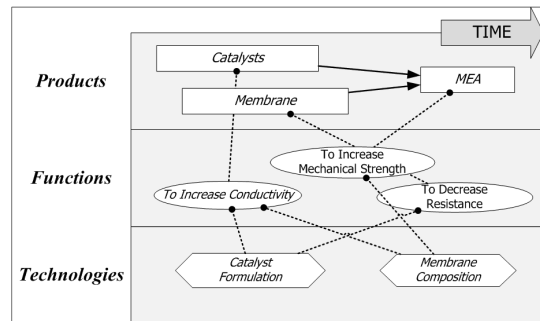 TIME
Products
Catalysts
MEA
Membrane
Functions
To Increase
Mechanical Strength
To Increase Conductivity
To Decrease
Resistance
Technologies
Catalyst
Formulation
Membrane
Composition